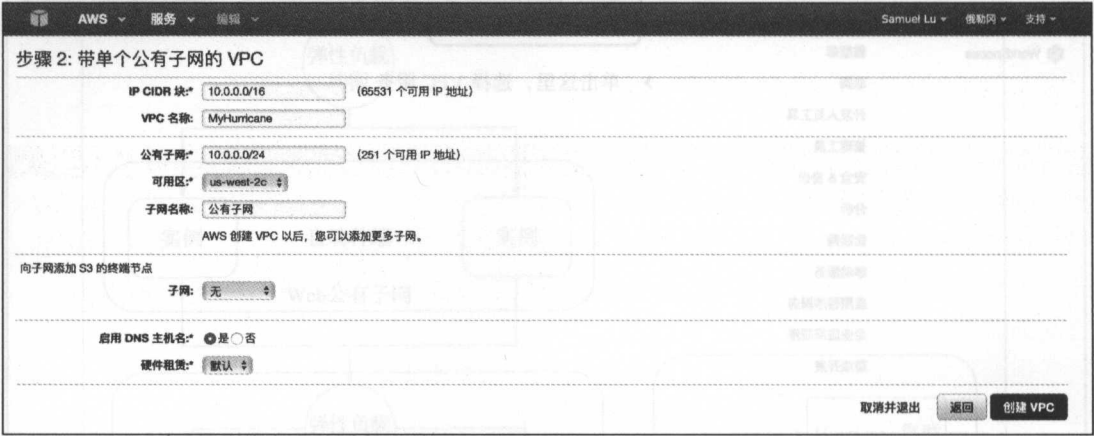 AWS 服务 编辑 Samuel Lu 俄勒冈 支持
步骤 2: 带单个公有子网的 VPC
IP CIDR 块:* 10.0.0.0/16 (65531 个可用 IP 地址)
VPC 名称: MyHurricane
公有子网:* 10.0.0.0/24 (251 个可用 IP 地址)
可用区:* us-west-2c
子网名称: 公有子网
AWS 创建 VPC 以后，您可以添加更多子网。
向子网添加 S3 的终端节点
子网: 无
启用 DNS 主机名:* 是 否
硬件租赁:* 默认
取消并退出 返回 创建 VPC